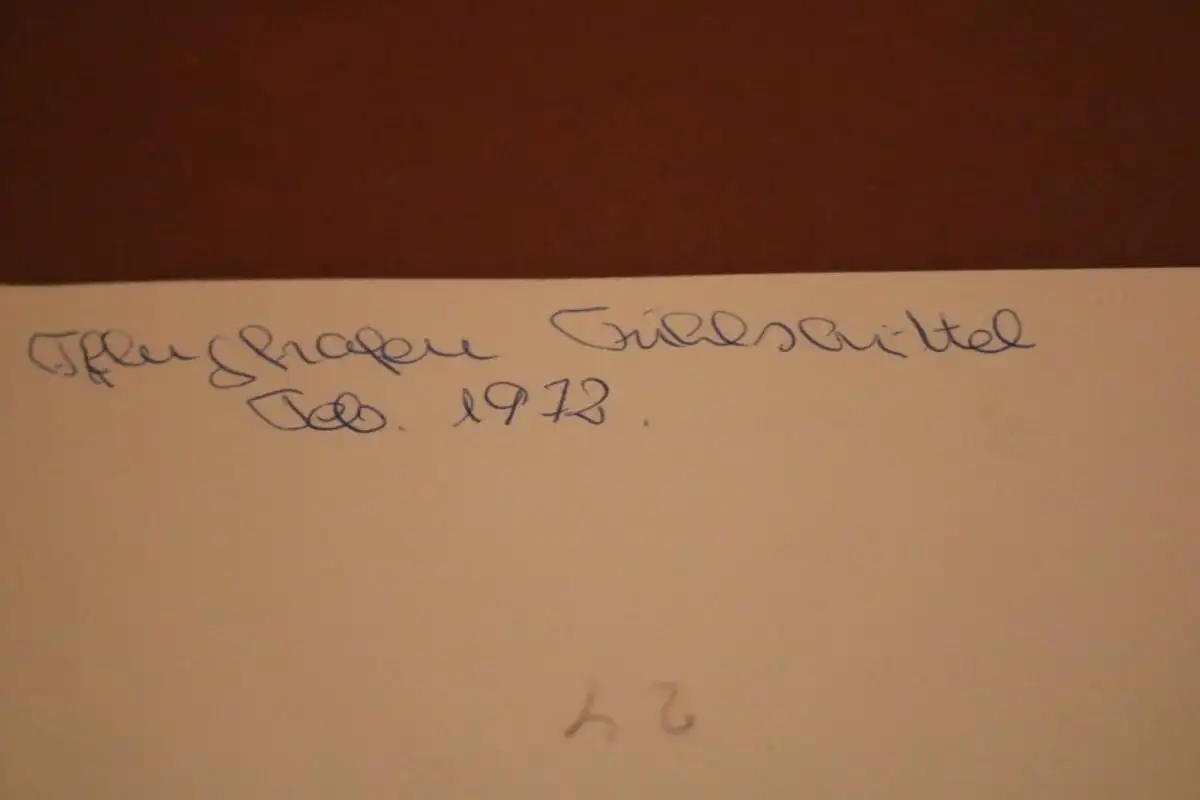 Flughafen Fuhlsbüttel
Feb. 1972.